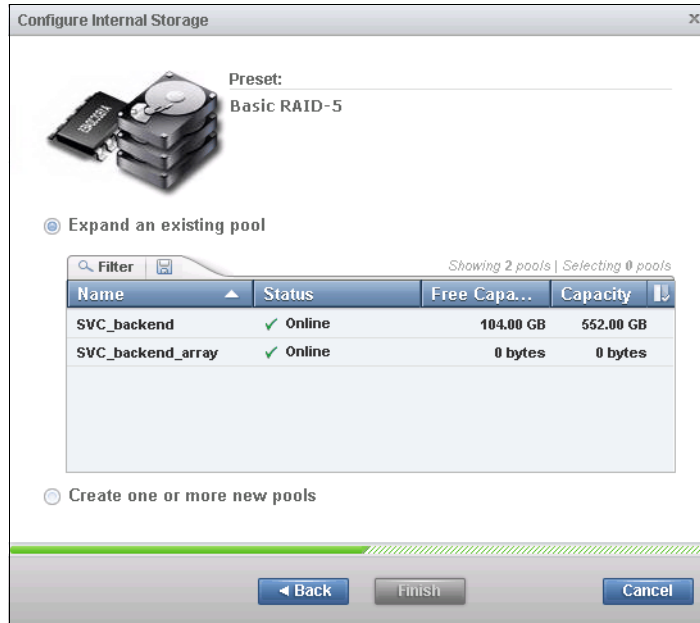 Configure Internal Storage x
Preset:
Basic RAID-5
Expand an existing pool
Filter Showing 2 pools | Selecting 0 pools
Name Status Free Capa... Capacity
SVC_backend Online 104.00 GB 552.00 GB
SVC_backend_array Online 0 bytes 0 bytes
Create one or more new pools
Back Finish Cancel